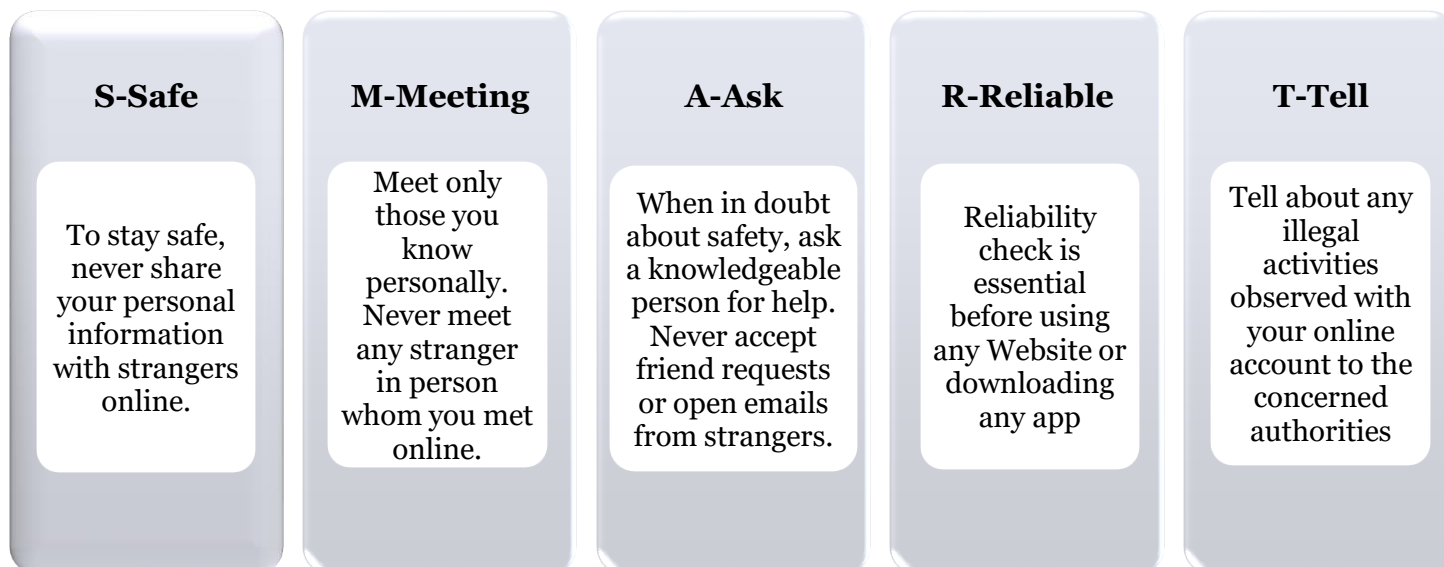 S-Safe
To stay safe,
never share
your personal
information
with strangers
online.
M-Meeting
Meet only
those you
know
personally.
Never meet
any stranger
in person
whom you met
online.
A-Ask
When in doubt
about safety, ask
a knowledgeable
person for help.
Never accept
friend requests
or open emails
from strangers.
R-Reliable
Reliability
check is
essential
before using
any Website or
downloading
any app
T-Tell
Tell about any
illegal
activities
observed with
your online
account to the
concerned
authorities